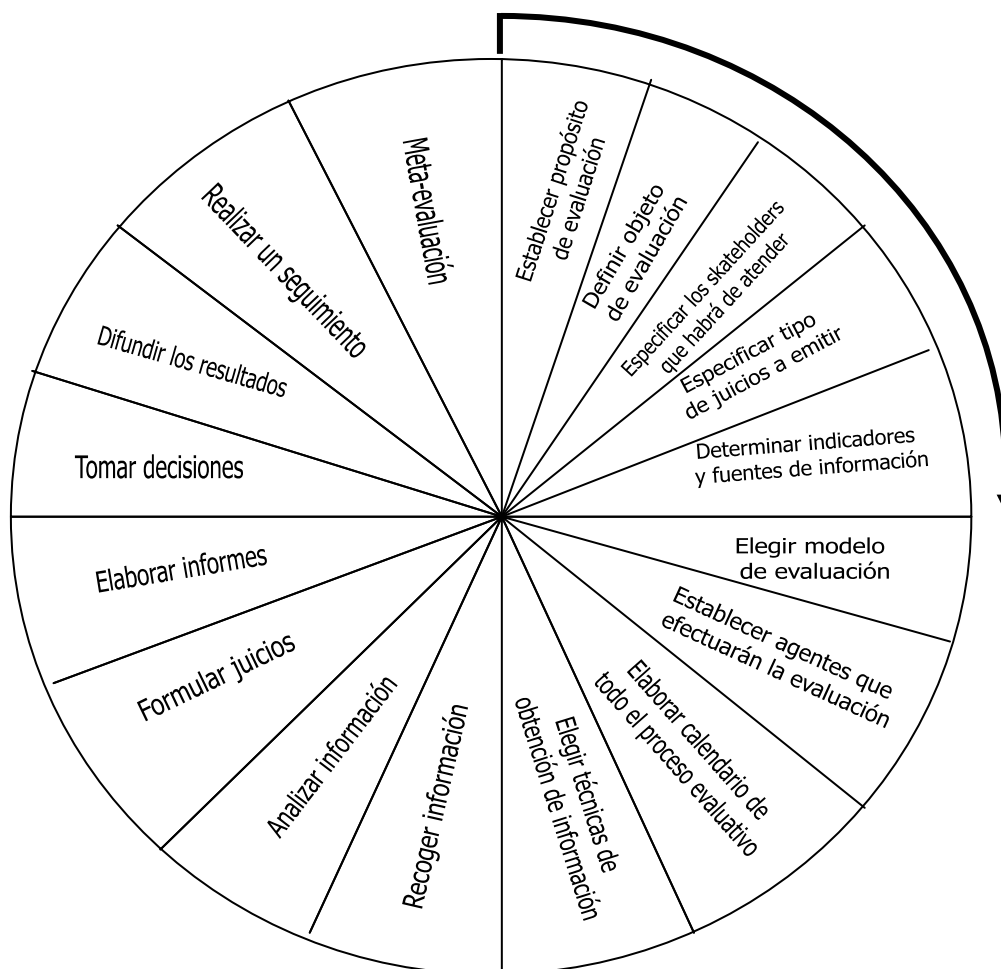 Establecer propósito
de evaluación
Definir objeto
de evaluación
Especificar los skateholders
que habrá de atender
Especificar tipo
de juicios a emitir
Determinar indicadores
y fuentes de información
Elegir modelo
de evaluación
Establecer agentes que
efectuarán la evaluación
Elaborar calendario de
todo el proceso evaluativo
Elegir técnicas de
obtención de información
Recoger información
Analizar información
Formular juicios
Elaborar informes
Tomar decisiones
Difundir los resultados
Realizar un seguimiento
Meta-evaluación